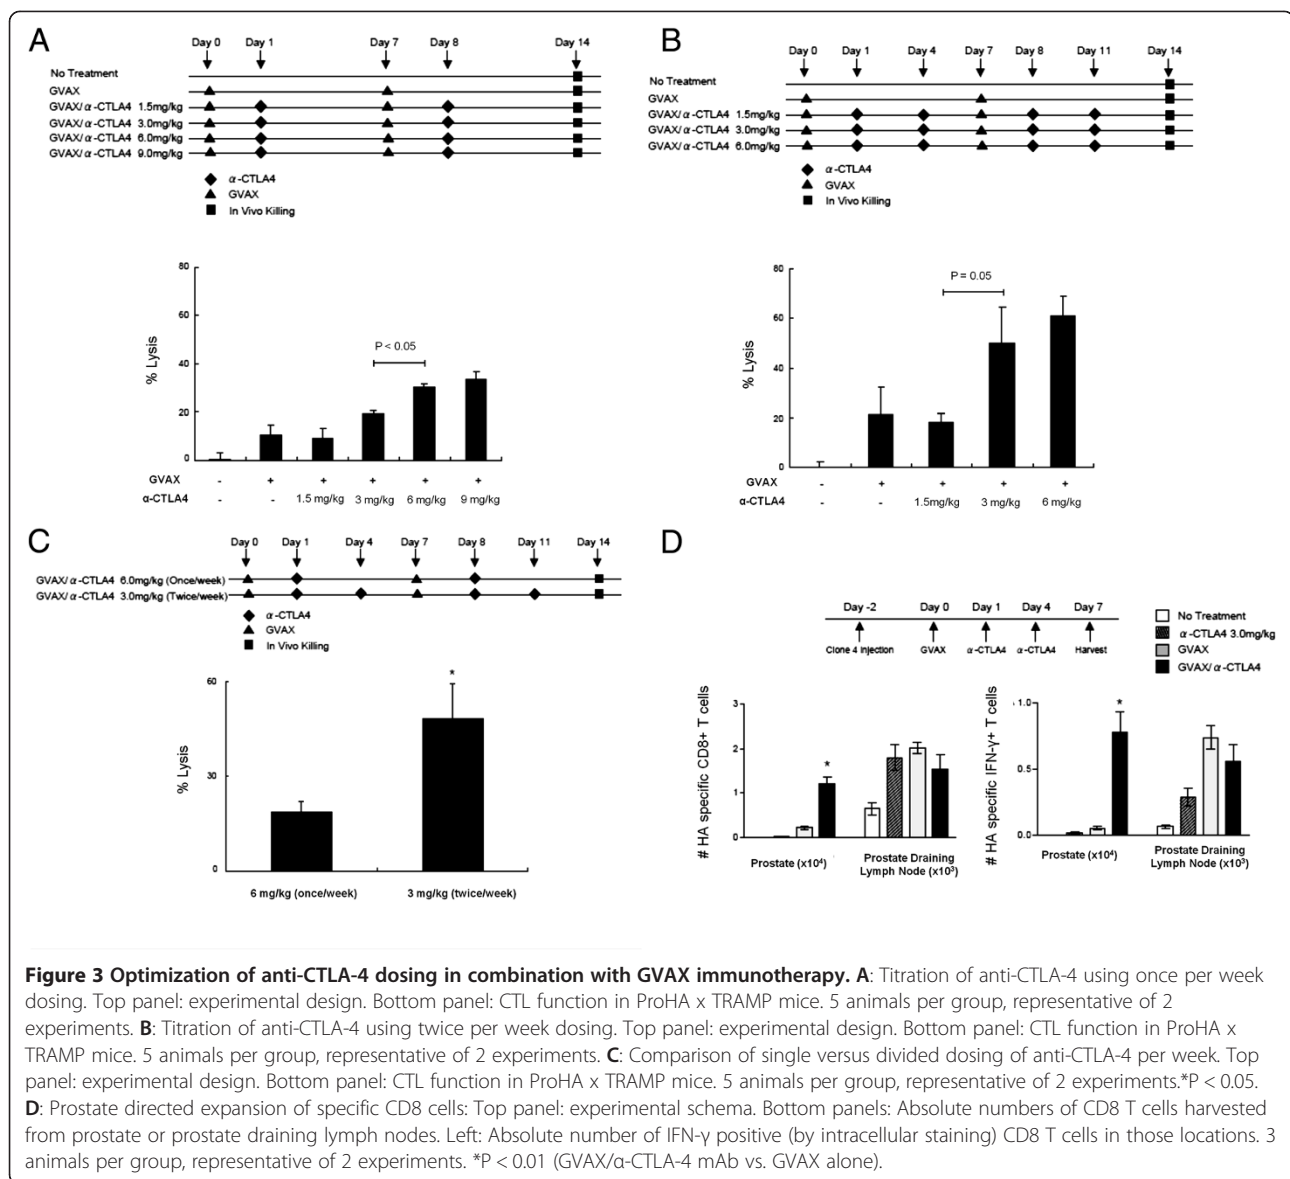 A
Day 0 Day 1 Day 7 Day 8 Day 14
No Treatment
GVAX
GVAX/α-CTLA4 1.5mg/kg
GVAX/α-CTLA4 3.0mg/kg
GVAX/α-CTLA4 6.0mg/kg
GVAX/α-CTLA4 9.0mg/kg
α-CTLA4
GVAX
In Vivo Killing
% Lysis
80
60
40
20
0
P < 0.05
GVAX - + + + + +
α-CTLA4 - - 1.5 mg/kg 3 mg/kg 6 mg/kg 9 mg/kg
B
Day 0 Day 1 Day 4 Day 7 Day 8 Day 11 Day 14
No Treatment
GVAX
GVAX/α-CTLA4 1.5mg/kg
GVAX/α-CTLA4 3.0mg/kg
GVAX/α-CTLA4 6.0mg/kg
α-CTLA4
GVAX
In Vivo Killing
% Lysis
80
60
40
20
0
P = 0.05
GVAX - + + + +
α-CTLA4 - - 1.5mg/kg 3 mg/kg 6 mg/kg
C
Day 0 Day 1 Day 4 Day 7 Day 8 Day 11 Day 14
GVAX/α-CTLA4 6.0mg/kg (Once/week)
GVAX/α-CTLA4 3.0mg/kg (Twice/week)
α-CTLA4
GVAX
In Vivo Killing
% Lysis
60
30
0
*
6 mg/kg (once/week) 3 mg/kg (twice/week)
D
Day -2 Day 0 Day 1 Day 4 Day 7
Clone 4 Injection GVAX α-CTLA4 α-CTLA4 Harvest
No Treatment
α-CTLA4 3.0mg/kg
GVAX
GVAX/α-CTLA4
# HA specific CD8+ T cells
3
2
1
0
*
Prostate (x10⁴) Prostate Draining
Lymph Node (x10³)
# HA specific IFN-γ+ T cells
1.0
0.5
0.0
*
Prostate (x10⁴) Prostate Draining
Lymph Node (x10³)
Figure 3 Optimization of anti-CTLA-4 dosing in combination with GVAX immunotherapy. A: Titration of anti-CTLA-4 using once per week
dosing. Top panel: experimental design. Bottom panel: CTL function in ProHA x TRAMP mice. 5 animals per group, representative of 2
experiments. B: Titration of anti-CTLA-4 using twice per week dosing. Top panel: experimental design. Bottom panel: CTL function in ProHA x
TRAMP mice. 5 animals per group, representative of 2 experiments. C: Comparison of single versus divided dosing of anti-CTLA-4 per week. Top
panel: experimental design. Bottom panel: CTL function in ProHA x TRAMP mice. 5 animals per group, representative of 2 experiments.*P < 0.05.
D: Prostate directed expansion of specific CD8 cells: Top panel: experimental schema. Bottom panels: Absolute numbers of CD8 T cells harvested
from prostate or prostate draining lymph nodes. Left: Absolute number of IFN-γ positive (by intracellular staining) CD8 T cells in those locations. 3
animals per group, representative of 2 experiments. *P < 0.01 (GVAX/α-CTLA-4 mAb vs. GVAX alone).